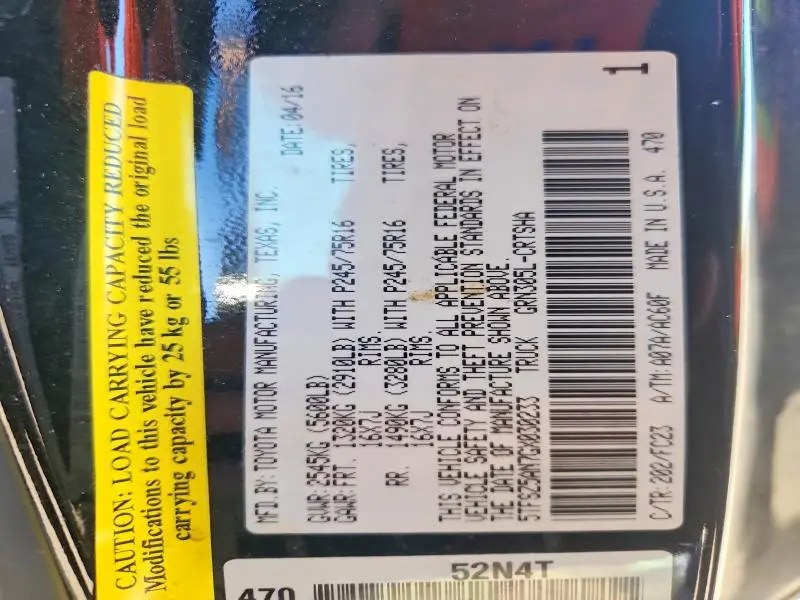 CAUTION: LOAD CARRYING CAPACITY REDUCED
Modifications to this vehicle have reduced the original load
carrying capacity by 25 kg or 55 lbs
MFD.BY: TOYOTA MOTOR MANUFACTURING, TEXAS, INC. DATE: 04/16
GVWR: 2545KG (5600LB)
GAWR: FRT. 1320KG (2910LB) WITH P245/75R16 TIRES,
16X7J RIMS.
RR. 1490KG (3280LB) WITH P245/75R16 TIRES,
16X7J RIMS.
THIS VEHICLE CONFORMS TO ALL APPLICABLE FEDERAL MOTOR
VEHICLE SAFETY AND THEFT PREVENTION STANDARDS IN EFFECT ON
THE DATE OF MANUFACTURE SHOWN ABOVE.
5TFSZ5AN7GX030233 TRUCK GRN305L-CRTSHA
C/TR: 202/FC23 A/TM: A07A/AC60F MADE IN U.S.A. 470
1
52N4T
470